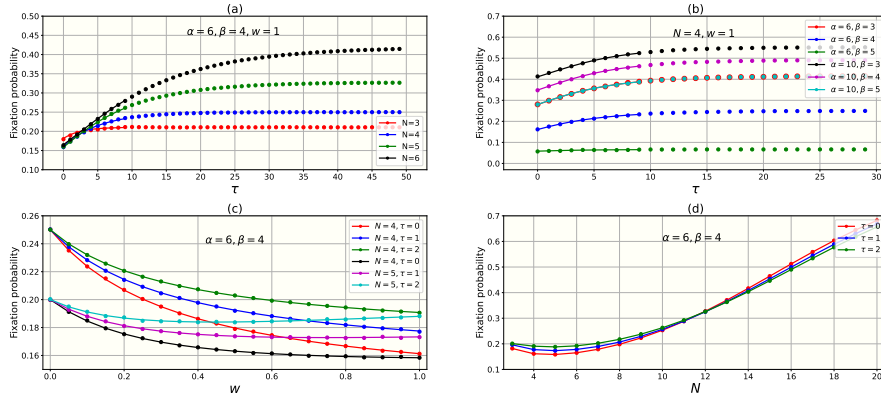 (a)
α = 6, β = 4, w = 1
Fixation probability
0.50
0.45
0.40
0.35
0.30
0.25
0.20
0.15
0.10
0 5 10 15 20 25 30 35 40 45 50
τ
N=3
N=4
N=5
N=6
(b)
N = 4, w = 1
Fixation probability
0.7
0.6
0.5
0.4
0.3
0.2
0.1
0.0
0 5 10 15 20 25 30
τ
α = 6, β = 3
α = 6, β = 4
α = 6, β = 5
α = 10, β = 3
α = 10, β = 4
α = 10, β = 5
(c)
α = 6, β = 4
Fixation probability
0.26
0.24
0.22
0.20
0.18
0.16
0.0 0.2 0.4 0.6 0.8 1.0
w
N = 4, τ = 0
N = 4, τ = 1
N = 4, τ = 2
N = 4, τ = 0
N = 5, τ = 1
N = 5, τ = 2
(d)
α = 6, β = 4
Fixation probability
0.7
0.6
0.5
0.4
0.3
0.2
0.1
4 6 8 10 12 14 16 18 20
N
τ = 0
τ = 1
τ = 2